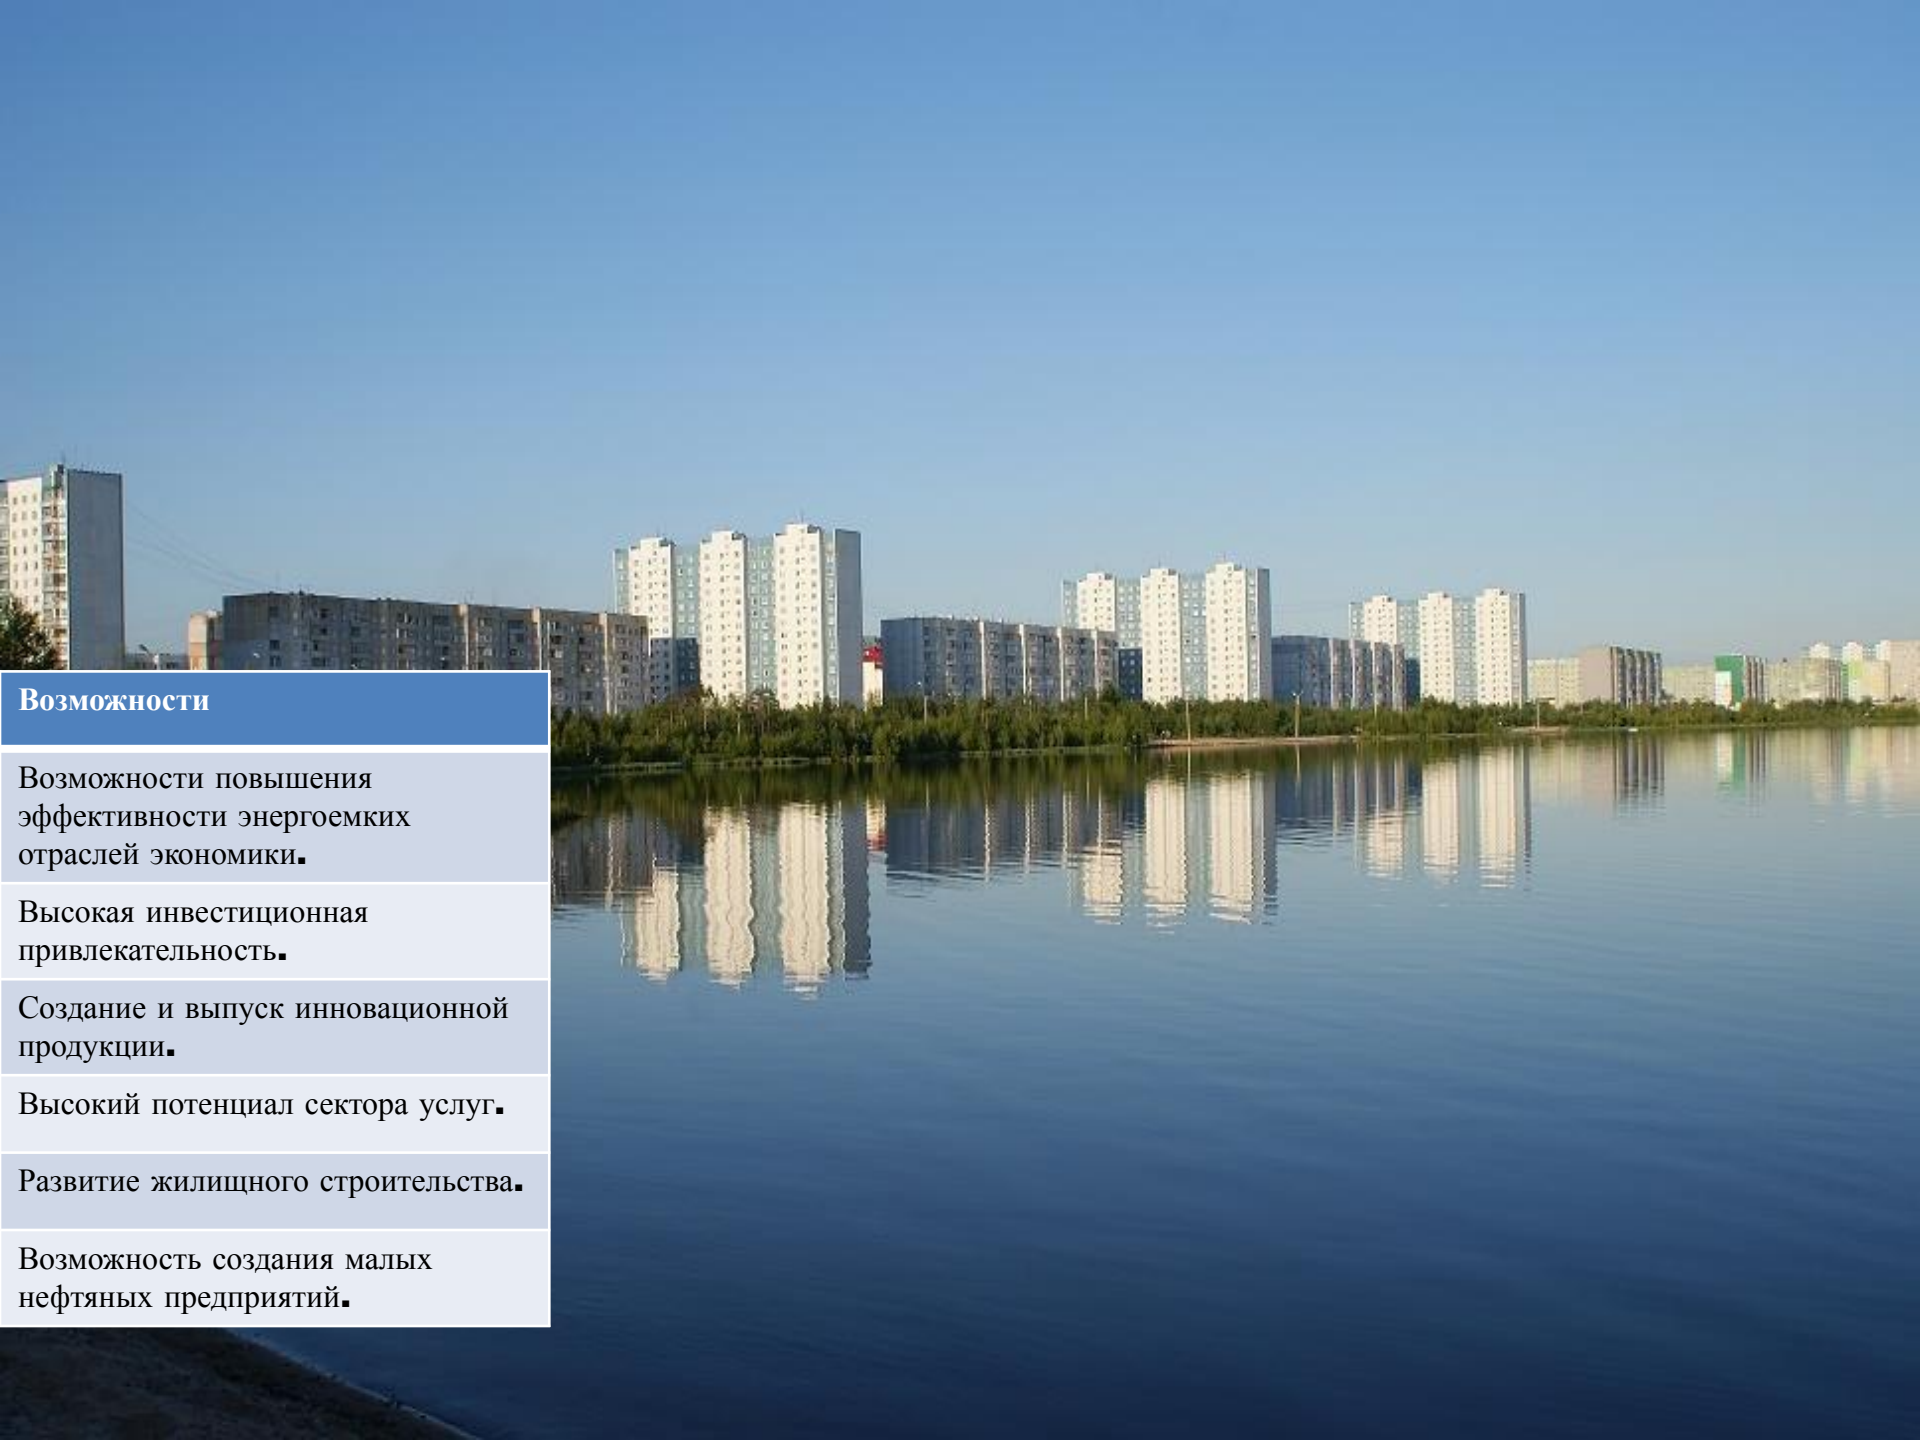 Возможности
Возможности повышения
эффективности энергоемких
отраслей экономики.
Высокая инвестиционная
привлекательность.
Создание и выпуск инновационной
продукции.
Высокий потенциал сектора услуг.
Развитие жилищного строительства.
Возможность создания малых
нефтяных предприятий.